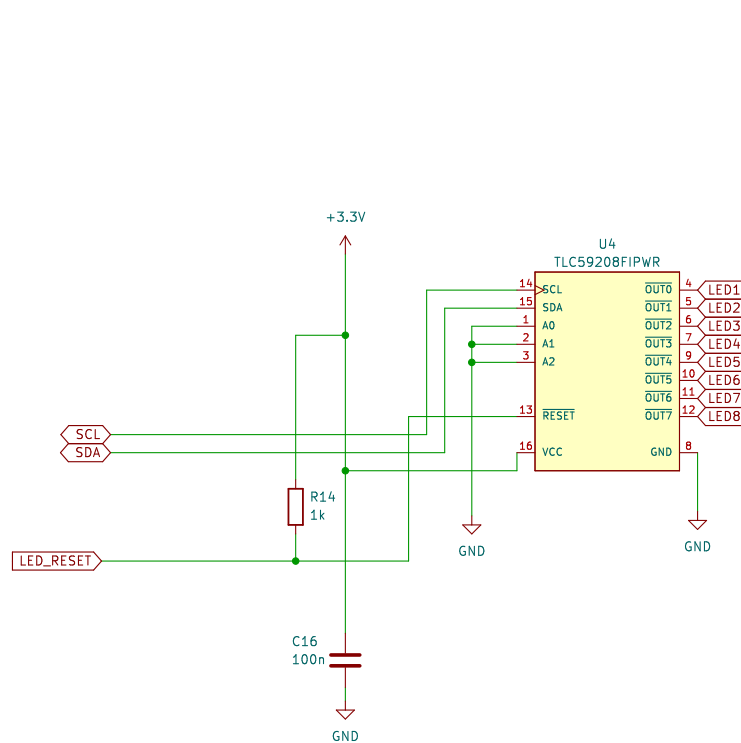 +3.3V
U4
TLC59208FIPWR
14 SCL OUT0 4 LED1
15 SDA OUT1 5 LED2
1 A0 OUT2 6 LED3
2 A1 OUT3 7 LED4
3 A2 OUT4 9 LED5
OUT5 10 LED6
OUT6 11 LED7
13 RESET OUT7 12 LED8
SCL
SDA
16 VCC GND 8
R14
1k
GND
GND
LED_RESET
C16
100n
GND